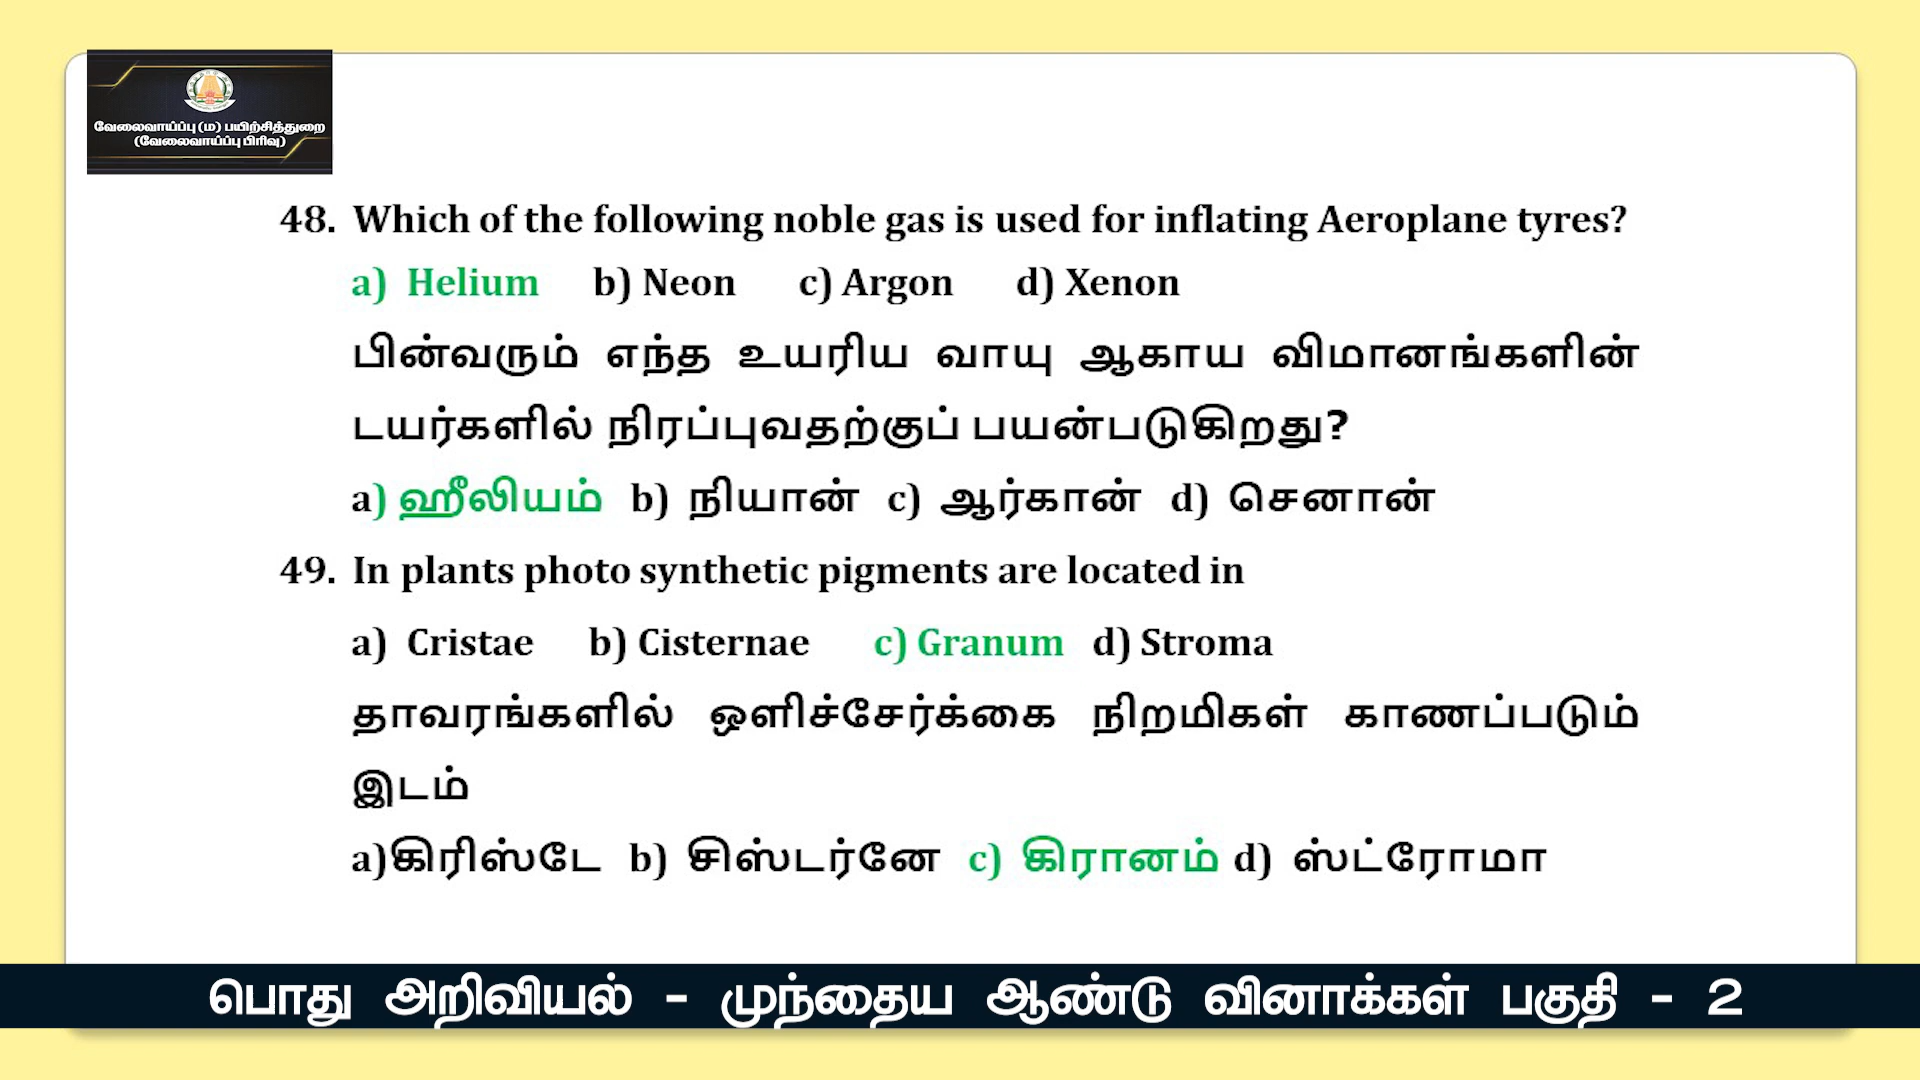 வேலைவாய்ப்பு (ம) பயிற்சித்துறை
(வேலைவாய்ப்பு பிரிவு)
48. Which of the following noble gas is used for inflating Aeroplane tyres?
a) Helium b) Neon c) Argon d) Xenon
பின்வரும் எந்த உயரிய வாயு ஆகாய விமானங்களின்
டயர்களில் நிரப்புவதற்குப் பயன்படுகிறது?
a) ஹீலியம் b) நியான் c) ஆர்கான் d) செனான்
49. In plants photo synthetic pigments are located in
a) Cristae b) Cisternae c) Granum d) Stroma
தாவரங்களில் ஒளிச்சேர்க்கை நிறமிகள் காணப்படும்
இடம்
a)கிரிஸ்டே b) சிஸ்டர்னே c) கிரானம் d) ஸ்ட்ரோமா
பொது அறிவியல் - முந்தைய ஆண்டு வினாக்கள் பகுதி - 2